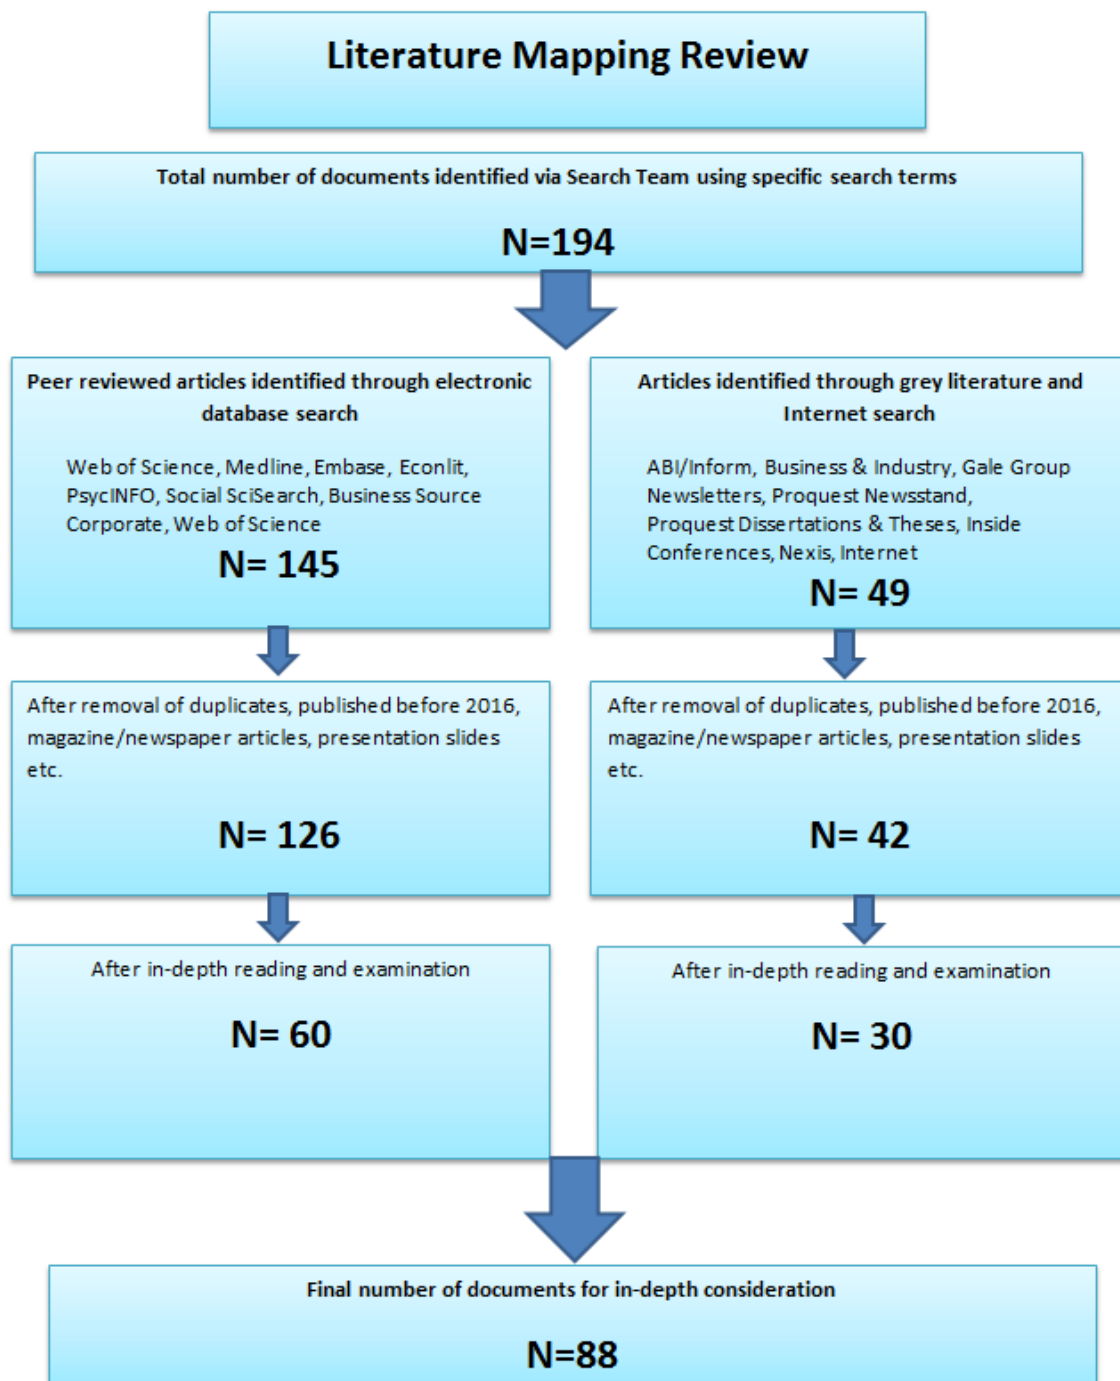 Literature Mapping Review
Total number of documents identified via Search Team using specific search terms
N=194
Peer reviewed articles identified through electronic
database search
Web of Science, Medline, Embase, Econlit,
PsycINFO, Social SciSearch, Business Source
Corporate, Web of Science
N= 145
Articles identified through grey literature and
Internet search
ABI/Inform, Business & Industry, Gale Group
Newsletters, Proquest Newsstand,
Proquest Dissertations & Theses, Inside
Conferences, Nexis, Internet
N= 49
After removal of duplicates, published before 2016,
magazine/newspaper articles, presentation slides
etc.
N= 126
After removal of duplicates, published before 2016,
magazine/newspaper articles, presentation slides
etc.
N= 42
After in-depth reading and examination
N= 60
After in-depth reading and examination
N= 30
Final number of documents for in-depth consideration
N=88